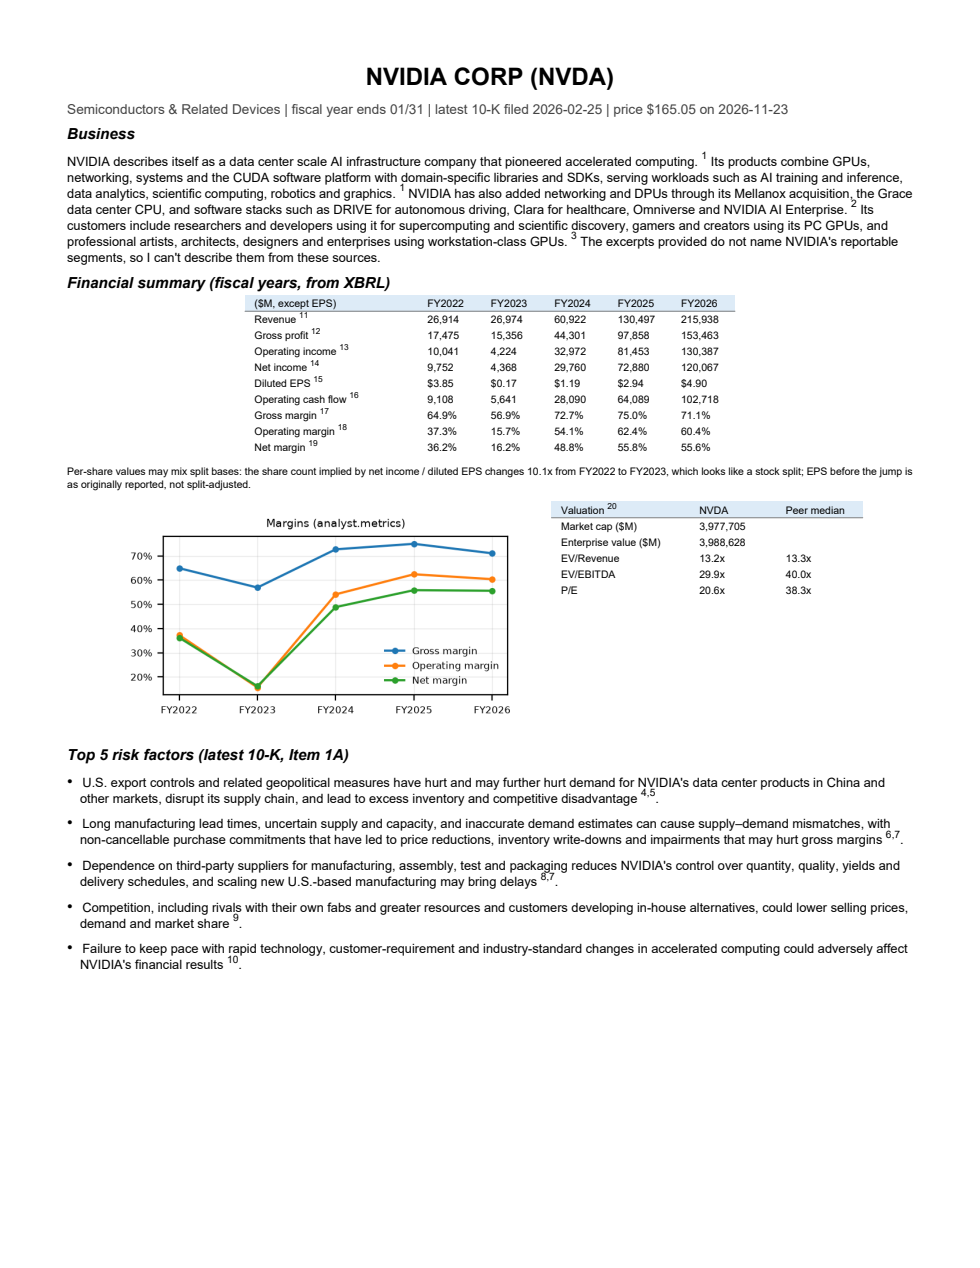 NVIDIA CORP (NVDA)
Semiconductors & Related Devices | fiscal year ends 01/31 | latest 10-K filed 2026-02-25 | price $165.05 on 2026-11-23
Business
NVIDIA describes itself as a data center scale AI infrastructure company that pioneered accelerated computing. 1 Its products combine GPUs,
networking, systems and the CUDA software platform with domain-specific libraries and SDKs, serving workloads such as AI training and inference,
data analytics, scientific computing, robotics and graphics. 1 NVIDIA has also added networking and DPUs through its Mellanox acquisition, the Grace
data center CPU, and software stacks such as DRIVE for autonomous driving, Clara for healthcare, Omniverse and NVIDIA AI Enterprise. 2 Its
customers include researchers and developers using it for supercomputing and scientific discovery, gamers and creators using its PC GPUs, and
professional artists, architects, designers and enterprises using workstation-class GPUs. 3 The excerpts provided do not name NVIDIA's reportable
segments, so I can't describe them from these sources.
Financial summary (fiscal years, from XBRL)
($M, except EPS) FY2022 FY2023 FY2024 FY2025 FY2026
Revenue 11 26,914 26,974 60,922 130,497 215,938
Gross profit 12 17,475 15,356 44,301 97,858 153,463
Operating income 13 10,041 4,224 32,972 81,453 130,387
Net income 14 9,752 4,368 29,760 72,880 120,067
Diluted EPS 15 $3.85 $0.17 $1.19 $2.94 $4.90
Operating cash flow 16 9,108 5,641 28,090 64,089 102,718
Gross margin 17 64.9% 56.9% 72.7% 75.0% 71.1%
Operating margin 18 37.3% 15.7% 54.1% 62.4% 60.4%
Net margin 19 36.2% 16.2% 48.8% 55.8% 55.6%
Per-share values may mix split bases: the share count implied by net income / diluted EPS changes 10.1x from FY2022 to FY2023, which looks like a stock split; EPS before the jump is
as originally reported, not split-adjusted.
Margins (analyst.metrics)
70%
60%
50%
40%
30%
20%
Gross margin
Operating margin
Net margin
FY2022 FY2023 FY2024 FY2025 FY2026
Valuation 20 NVDA Peer median
Market cap ($M) 3,977,705
Enterprise value ($M) 3,988,628
EV/Revenue 13.2x 13.3x
EV/EBITDA 29.9x 40.0x
P/E 20.6x 38.3x
Top 5 risk factors (latest 10-K, Item 1A)
• U.S. export controls and related geopolitical measures have hurt and may further hurt demand for NVIDIA's data center products in China and
other markets, disrupt its supply chain, and lead to excess inventory and competitive disadvantage 4,5.
• Long manufacturing lead times, uncertain supply and capacity, and inaccurate demand estimates can cause supply–demand mismatches, with
non-cancellable purchase commitments that have led to price reductions, inventory write-downs and impairments that may hurt gross margins 6,7.
• Dependence on third-party suppliers for manufacturing, assembly, test and packaging reduces NVIDIA's control over quantity, quality, yields and
delivery schedules, and scaling new U.S.-based manufacturing may bring delays 8,7.
• Competition, including rivals with their own fabs and greater resources and customers developing in-house alternatives, could lower selling prices,
demand and market share 9.
• Failure to keep pace with rapid technology, customer-requirement and industry-standard changes in accelerated computing could adversely affect
NVIDIA's financial results 10.